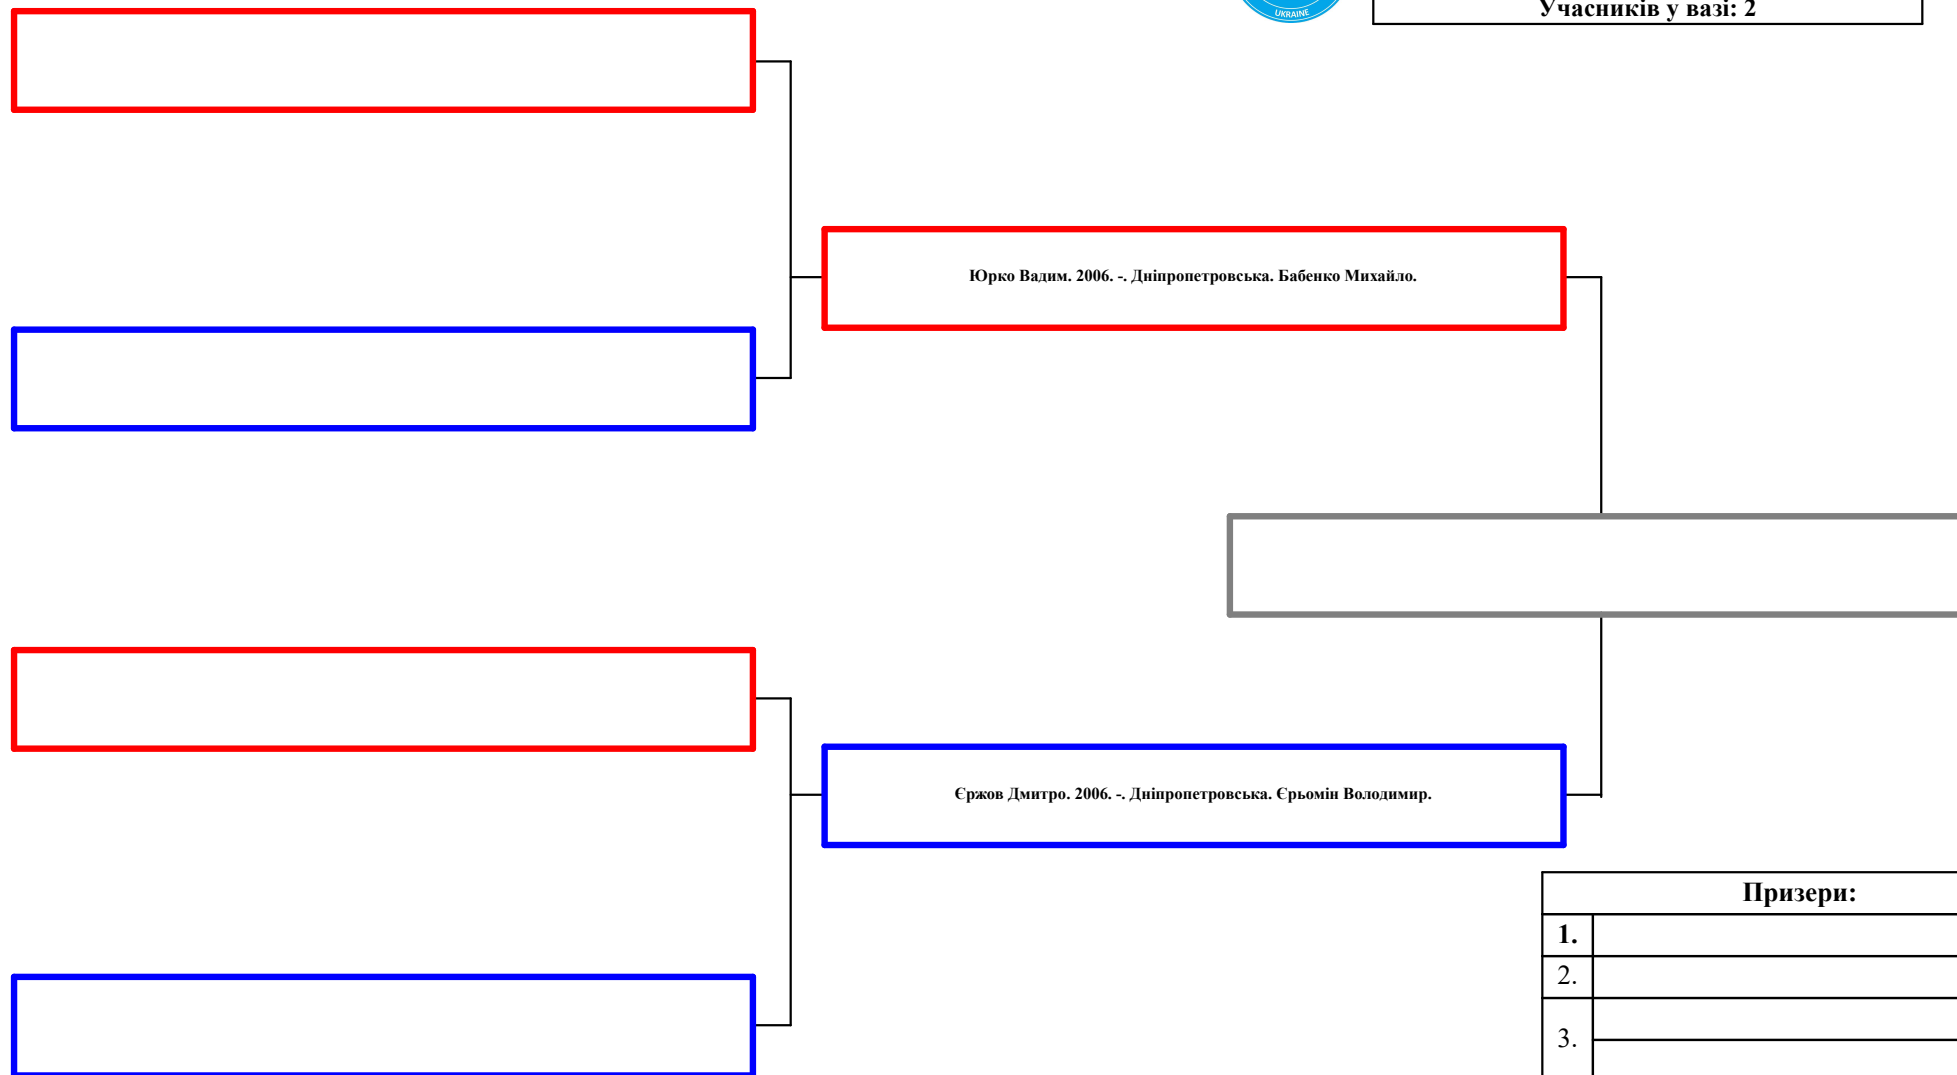 UKRAINE
Учасників у вазі: 2
Юрко Вадим. 2006. -. Дніпропетровська. Бабенко Михайло.
Єржов Дмитро. 2006. -. Дніпропетровська. Єрьомін Володимир.
Призери:
1.
2.
3.